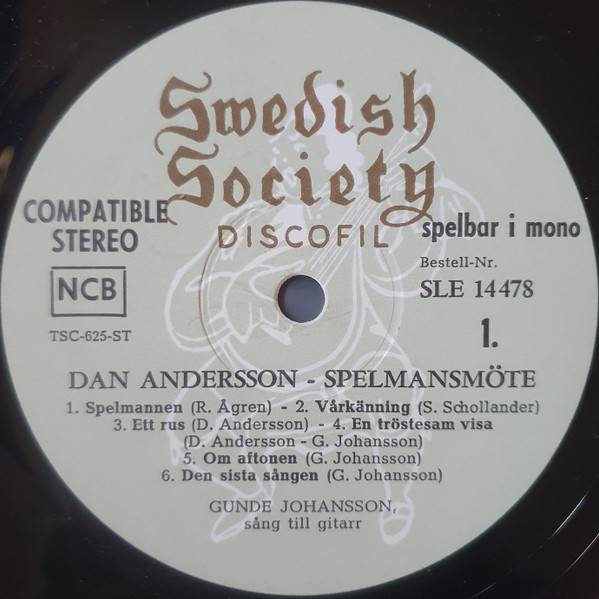 Swedish
Society
DISCOFIL
COMPATIBLE
STEREO
spelbar i mono
NCB
Bestell-Nr.
SLE 14478
TSC-625-ST
1.
DAN ANDERSSON - SPELMANSMÖTE
1. Spelmannen (R. Ågren) - 2. Vårkänning (S. Schollander)
3. Ett rus (D. Andersson) - 4. En tröstesam visa
(D. Andersson - G. Johansson)
5. Om aftonen (G. Johansson)
6. Den sista sången (G. Johansson)
GUNDE JOHANSSON,
sång till gitarr